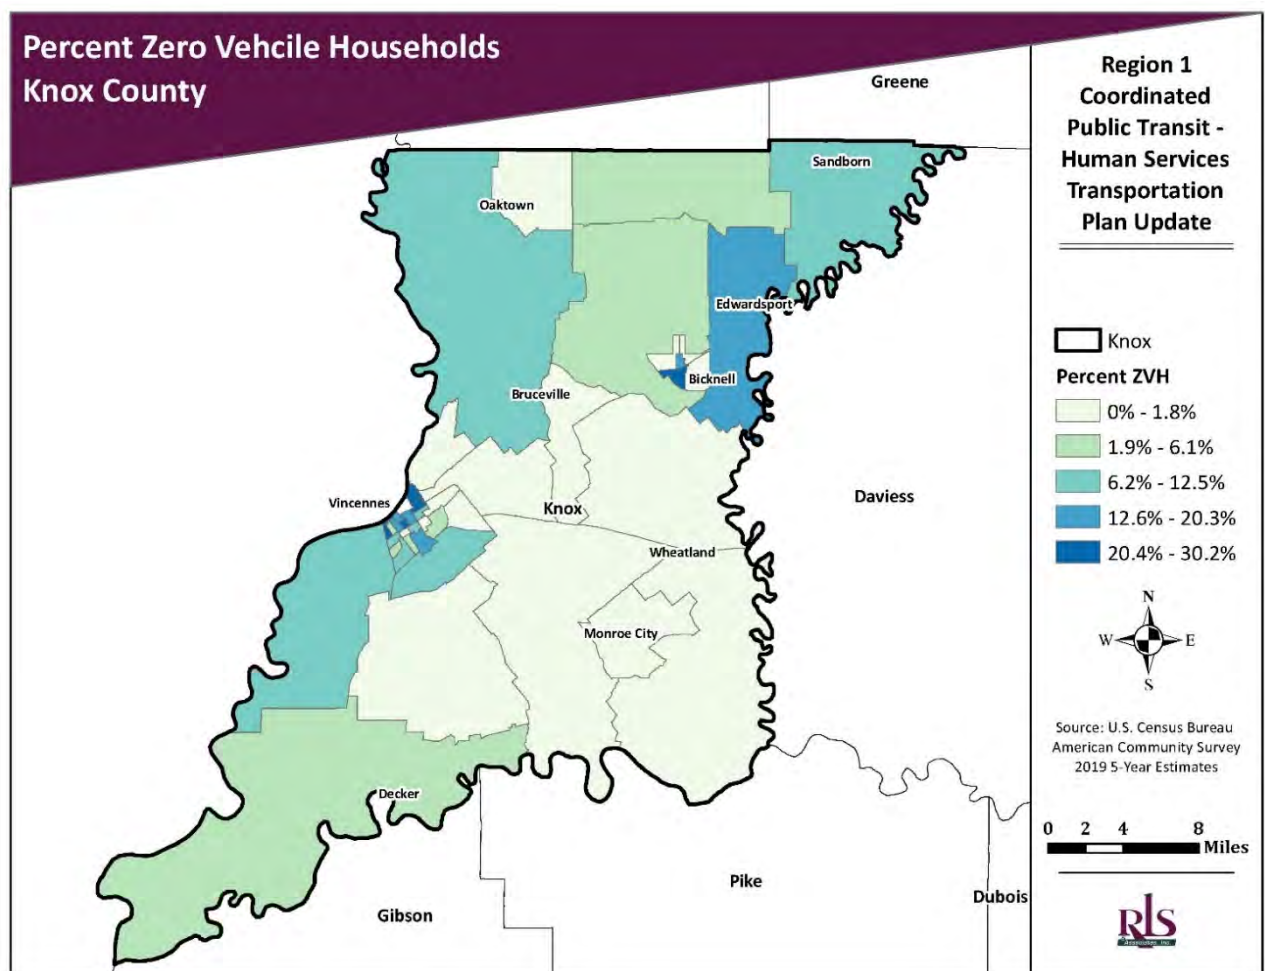 Percent Zero Vehcile Households
Knox County
Greene
Sandborn
Oaktown
Edwardsport
Bicknell
Bruceville
Vincennes
Knox
Daviess
Wheatland
Monroe City
Decker
Pike
Dubois
Gibson
Region 1
Coordinated
Public Transit -
Human Services
Transportation
Plan Update
Knox
Percent ZVH
0% - 1.8%
1.9% - 6.1%
6.2% - 12.5%
12.6% - 20.3%
20.4% - 30.2%
N
W E
S
Source: U.S. Census Bureau
American Community Survey
2019 5-Year Estimates
0 2 4 8
Miles
RLS
& Associates, Inc.